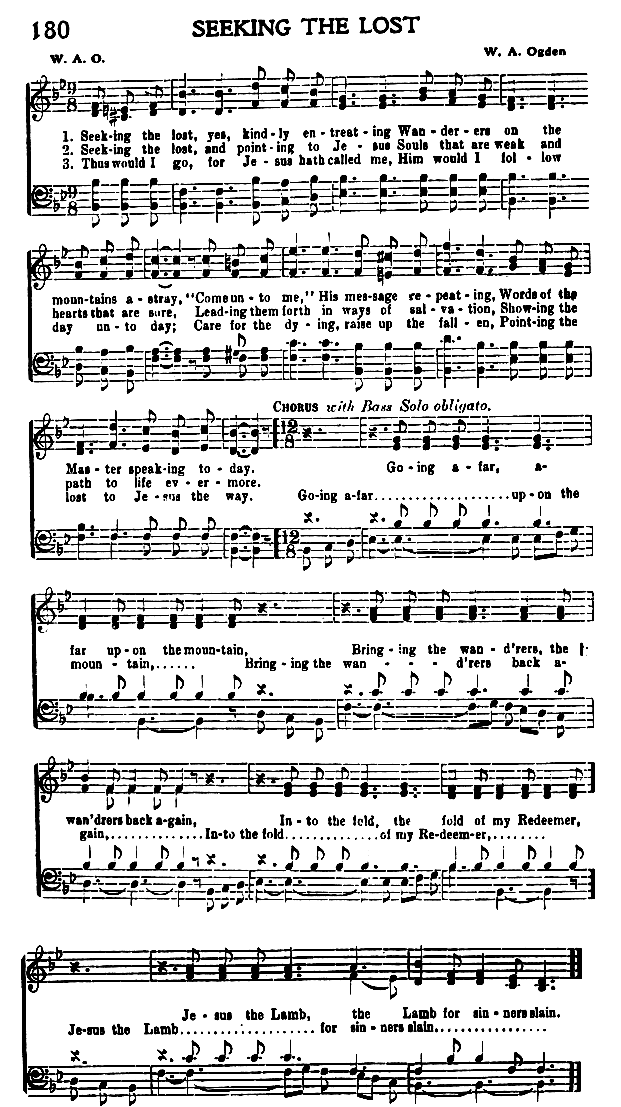 180 SEEKING THE LOST
W. A. O. W. A. Ogden
1. Seek-ing the lost, yes, kind-ly en-treat-ing Wan-der-ers on the
2. Seek-ing the lost, and point-ing to Je-sus Souls that are weak and
3. Thus would I go, for Je-sus hath called me, Him would I fol-low
moun-tains a-stray, "Come un-to me," His mes-sage re-peat-ing, Words of the
hearts that are sore, Lead-ing them forth in ways of sal-va-tion, Show-ing the
day un-to day; Care for the dy-ing, raise up the fall-en, Point-ing the
CHORUS with Bass Solo obligato.
Mas-ter speak-ing to-day. Go-ing a-far, a-
path to life ev-er-more.
lost to Je-sus the way. Going a-far....................up-on the
far up-on the moun-tain, Bring-ing the wan-d'rers, the
moun-tain,...... Bring-ing the wan - - - d'rers back a-
wan'drers back a-gain, In-to the fold, the fold of my Redeemer,
gain,.............. In-to the fold..............of my Re-deem-er,........
Je-sus the Lamb, the Lamb for sin-ners slain.
Je-sus the Lamb.................... for sin-ners slain................